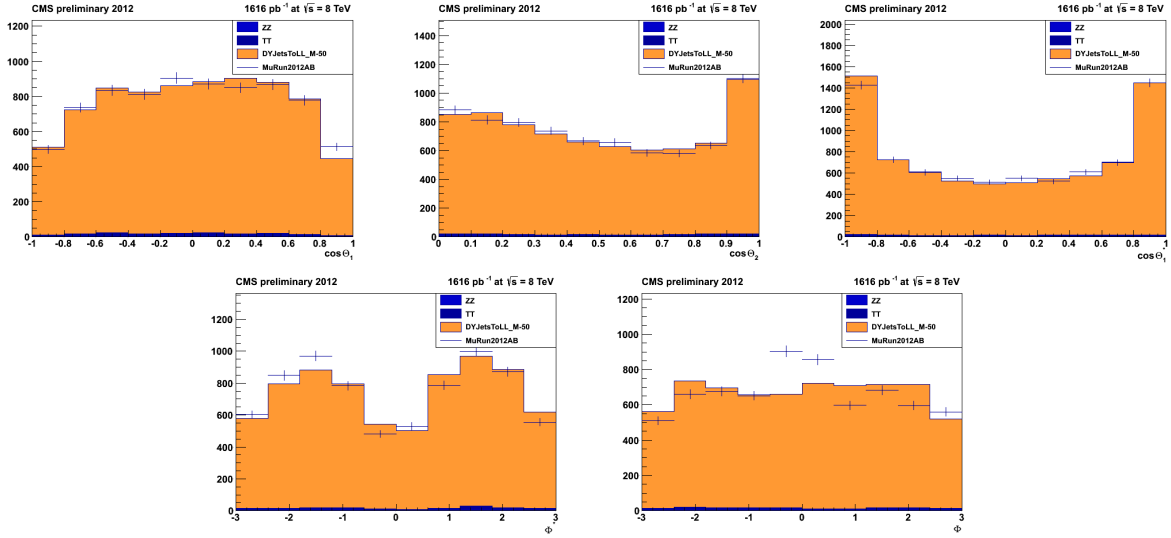 CMS preliminary 2012 1616 pb⁻¹ at √s = 8 TeV
ZZ
TT
DYJetsToLL_M-50
MuRun2012AB
1200
1000
800
600
400
200
0
-1 -0.8 -0.6 -0.4 -0.2 0 0.2 0.4 0.6 0.8 1
cosΘ₁
CMS preliminary 2012 1616 pb⁻¹ at √s = 8 TeV
ZZ
TT
DYJetsToLL_M-50
MuRun2012AB
1400
1200
1000
800
600
400
200
0
0 0.1 0.2 0.3 0.4 0.5 0.6 0.7 0.8 0.9 1
cosΘ₂
CMS preliminary 2012 1616 pb⁻¹ at √s = 8 TeV
ZZ
TT
DYJetsToLL_M-50
MuRun2012AB
2000
1800
1600
1400
1200
1000
800
600
400
200
0
-1 -0.8 -0.6 -0.4 -0.2 0 0.2 0.4 0.6 0.8 1
cosΘ₁*
CMS preliminary 2012 1616 pb⁻¹ at √s = 8 TeV
ZZ
TT
DYJetsToLL_M-50
MuRun2012AB
1200
1000
800
600
400
200
0
-3 -2 -1 0 1 2 3
CMS preliminary 2012 1616 pb⁻¹ at √s = 8 TeV
ZZ
TT
DYJetsToLL_M-50
MuRun2012AB
1200
1000
800
600
400
200
0
-3 -2 -1 0 1 2 3